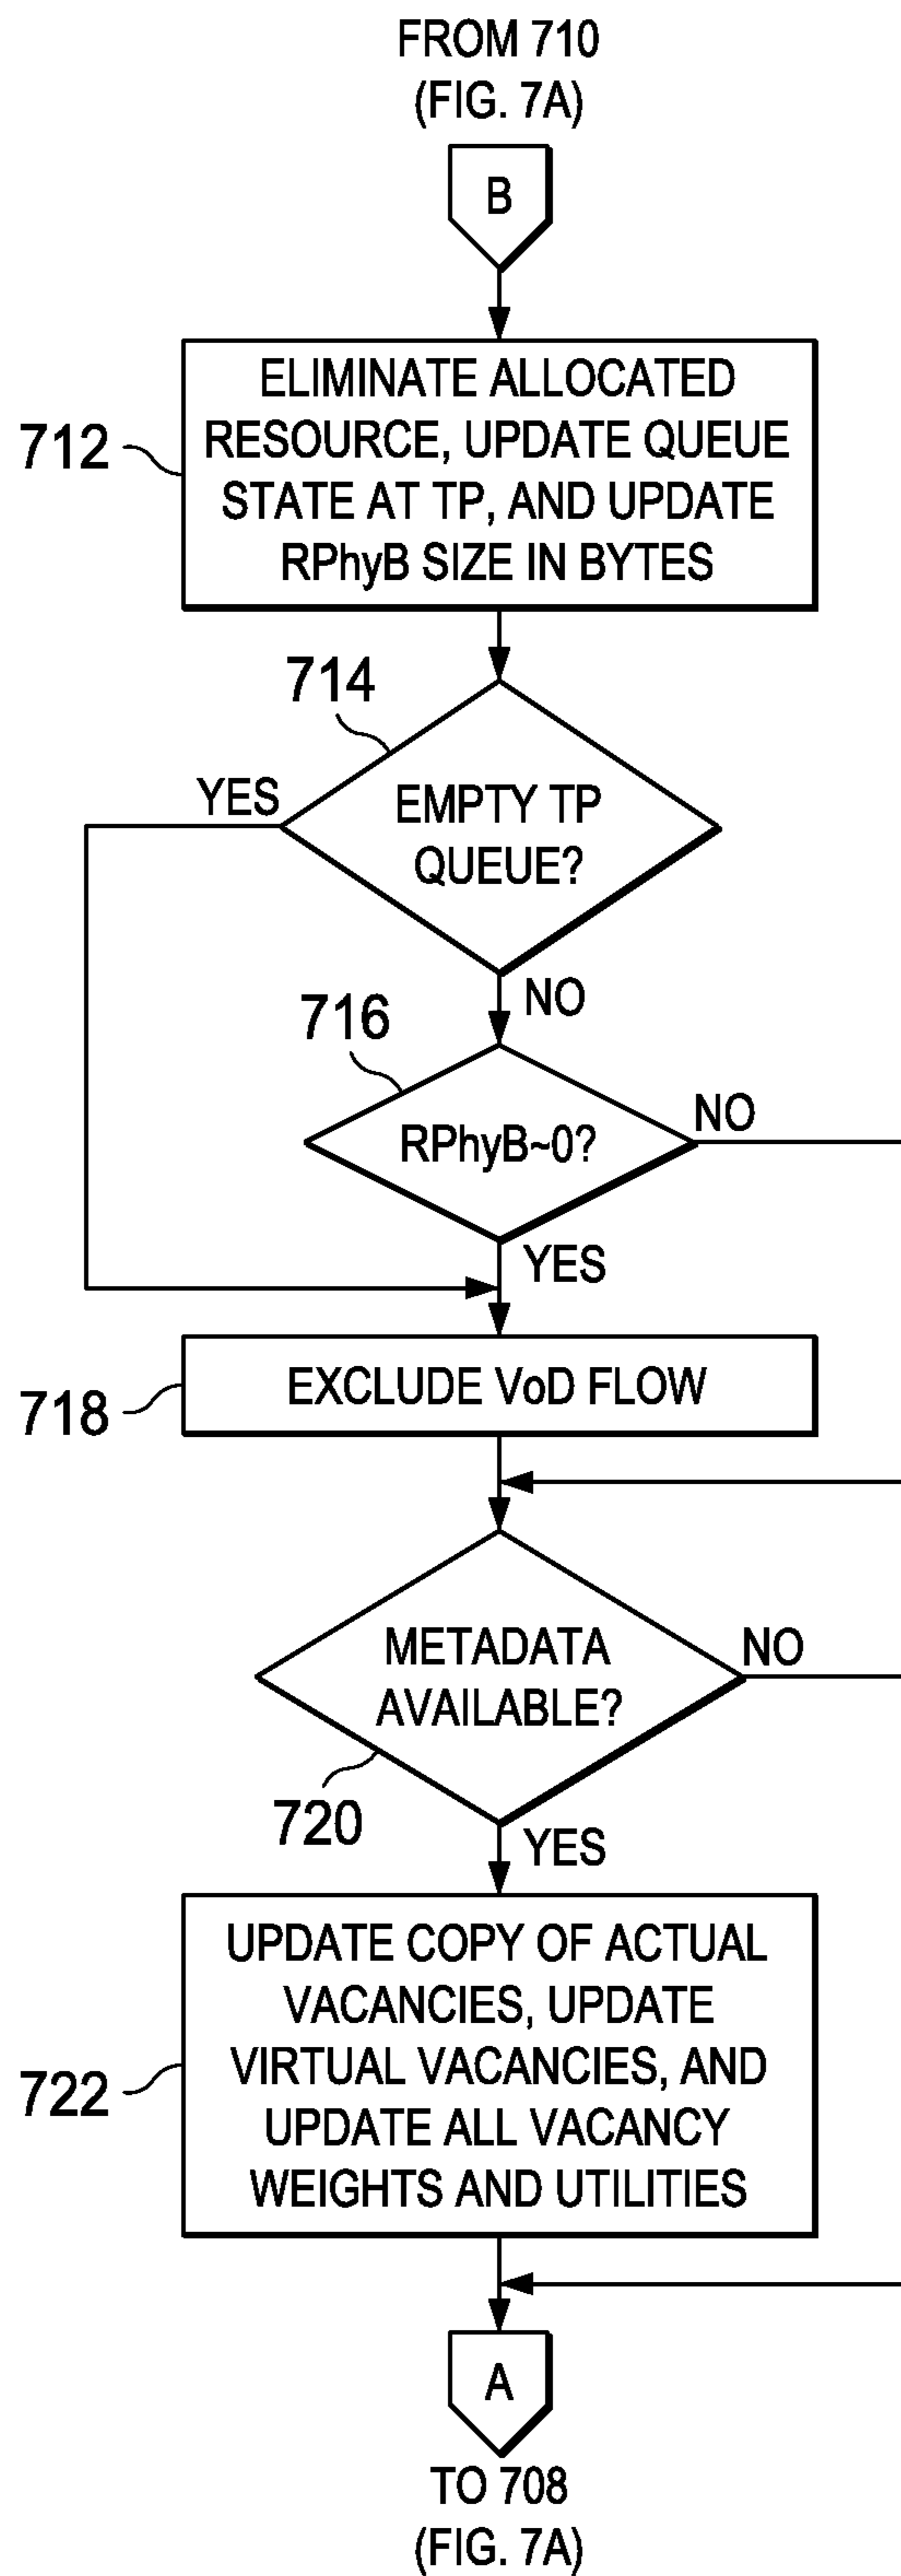 FROM 710
(FIG. 7A)
B
712
ELIMINATE ALLOCATED
RESOURCE, UPDATE QUEUE
STATE AT TP, AND UPDATE
RPhyB SIZE IN BYTES
714
YES
EMPTY TP
QUEUE?
NO
716
RPhyB~0?
NO
YES
718
EXCLUDE VoD FLOW
METADATA
AVAILABLE?
NO
720
YES
722
UPDATE COPY OF ACTUAL
VACANCIES, UPDATE
VIRTUAL VACANCIES, AND
UPDATE ALL VACANCY
WEIGHTS AND UTILITIES
A
TO 708
(FIG. 7A)